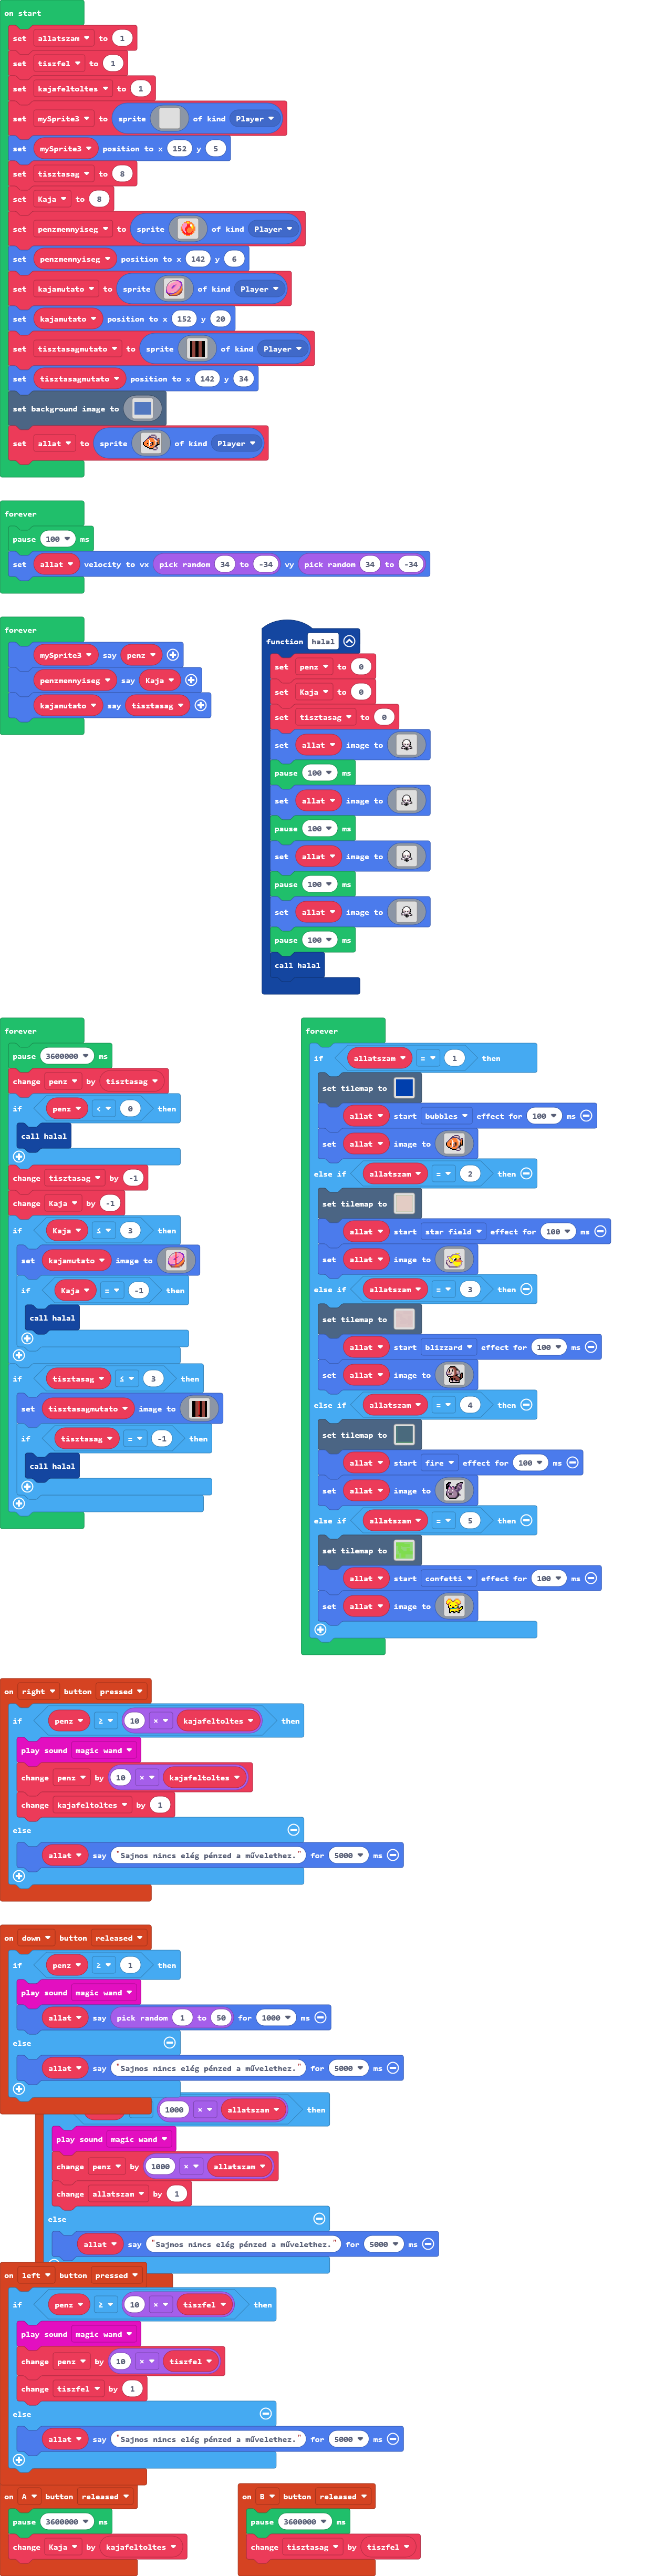 on start
set allatszam to 1
set tiszfel to 1
set kajafeltoltes to 1
set mySprite3 to sprite of kind Player
set mySprite3 position to x 152 y 5
set tisztasag to 8
set Kaja to 8
set penzmennyiseg to sprite of kind Player
set penzmennyiseg position to x 142 y 6
set kajamutato to sprite of kind Player
set kajamutato position to x 152 y 20
set tisztasagmutato to sprite of kind Player
set tisztasagmutato position to x 142 y 34
set background image to
set allat to sprite of kind Player
forever
pause 100 ms
set allat velocity to vx pick random 34 to -34 vy pick random 34 to -34
forever
mySprite3 say penz
penzmennyiseg say Kaja
kajamutato say tisztasag
function halal
set penz to 0
set Kaja to 0
set tisztasag to 0
set allat image to
pause 100 ms
set allat image to
pause 100 ms
set allat image to
pause 100 ms
set allat image to
pause 100 ms
call halal
forever
pause 3600000 ms
change penz by tisztasag
if penz < 0 then
call halal
change tisztasag by -1
change Kaja by -1
if Kaja ≤ 3 then
set kajamutato image to
if Kaja = -1 then
call halal
if tisztasag ≤ 3 then
set tisztasagmutato image to
if tisztasag = -1 then
call halal
forever
if allatszam = 1 then
set tilemap to
allat start bubbles effect for 100 ms
set allat image to
else if allatszam = 2 then
set tilemap to
allat start star field effect for 100 ms
set allat image to
else if allatszam = 3 then
set tilemap to
allat start blizzard effect for 100 ms
set allat image to
else if allatszam = 4 then
set tilemap to
allat start fire effect for 100 ms
set allat image to
else if allatszam = 5 then
set tilemap to
allat start confetti effect for 100 ms
set allat image to
on right button pressed
if penz ≥ 10 × kajafeltoltes then
play sound magic wand
change penz by 10 × kajafeltoltes
change kajafeltoltes by 1
else
allat say "Sajnos nincs elég pénzed a művelethez." for 5000 ms
on down button released
if penz ≥ 1 then
play sound magic wand
allat say pick random 1 to 50 for 1000 ms
else
allat say "Sajnos nincs elég pénzed a művelethez." for 5000 ms
1000 × allatszam then
play sound magic wand
change penz by 1000 × allatszam
change allatszam by 1
else
allat say "Sajnos nincs elég pénzed a művelethez." for 5000 ms
on left button pressed
if penz ≥ 10 × tiszfel then
play sound magic wand
change penz by 10 × tiszfel
change tiszfel by 1
else
allat say "Sajnos nincs elég pénzed a művelethez." for 5000 ms
on A button released
pause 3600000 ms
change Kaja by kajafeltoltes
on B button released
pause 3600000 ms
change tisztasag by tiszfel